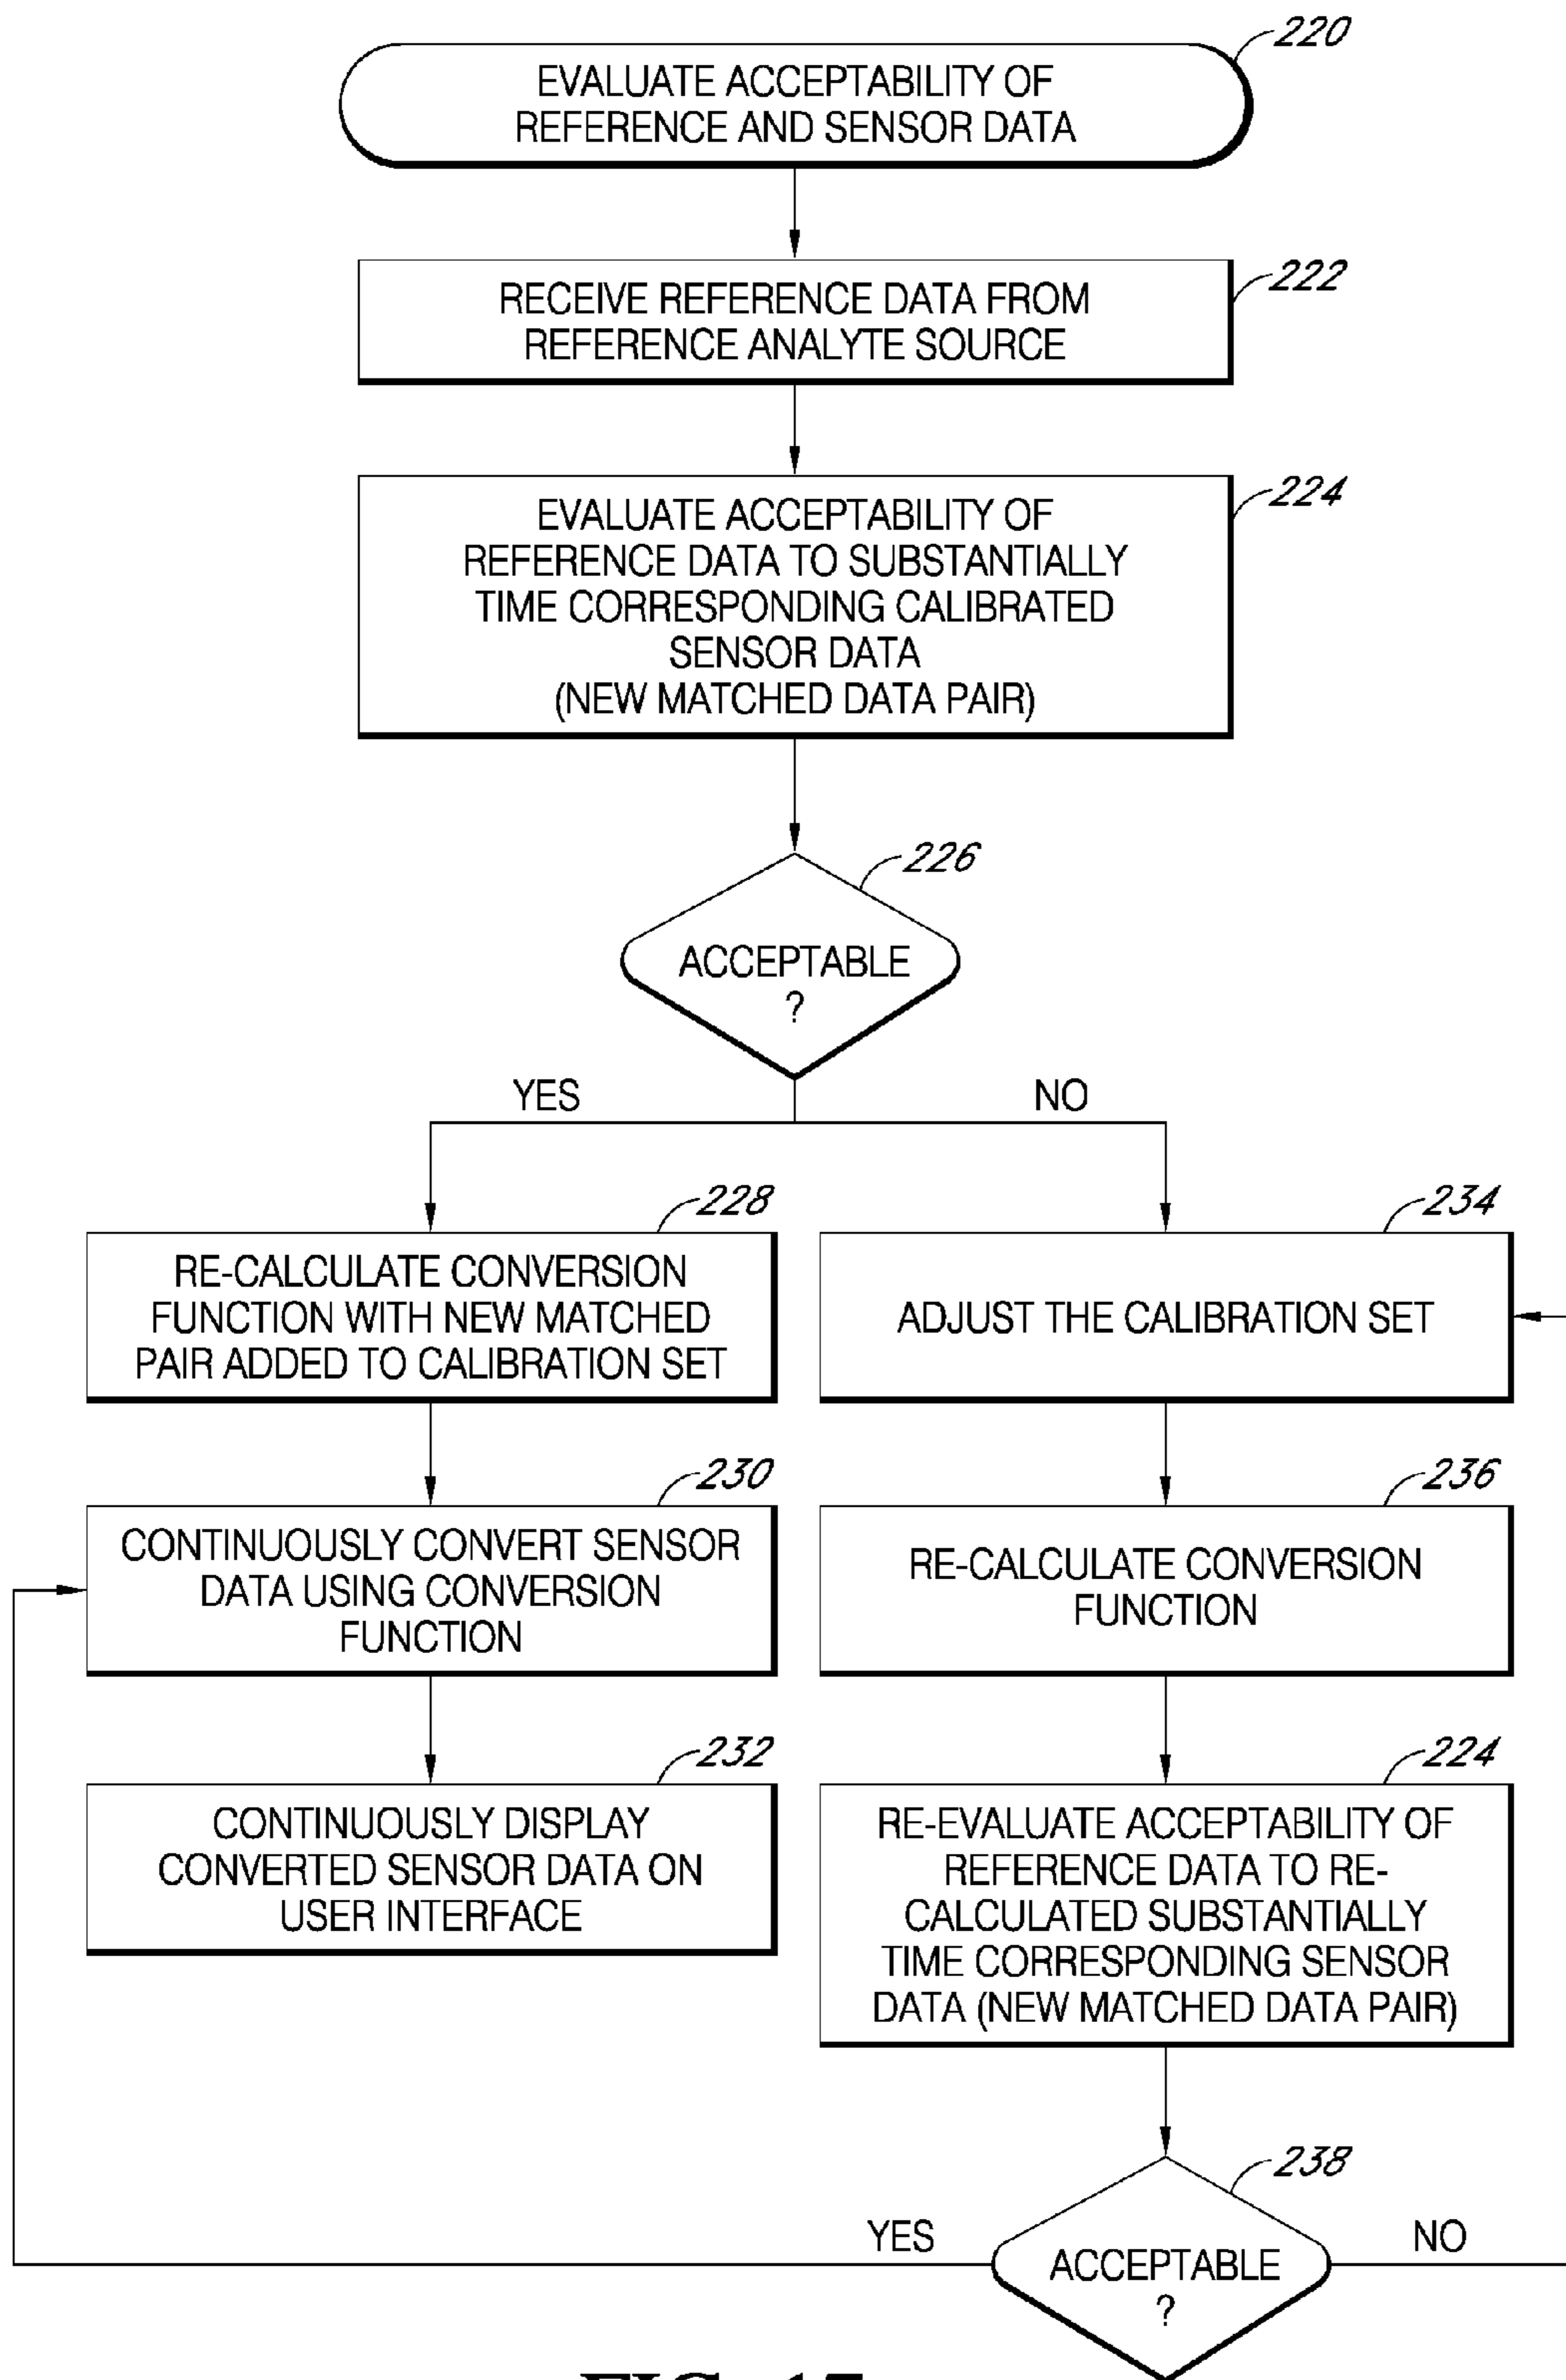 220
EVALUATE ACCEPTABILITY OF
REFERENCE AND SENSOR DATA
222
RECEIVE REFERENCE DATA FROM
REFERENCE ANALYTE SOURCE
224
EVALUATE ACCEPTABILITY OF
REFERENCE DATA TO SUBSTANTIALLY
TIME CORRESPONDING CALIBRATED
SENSOR DATA
(NEW MATCHED DATA PAIR)
226
ACCEPTABLE
?
YES
NO
228
RE-CALCULATE CONVERSION
FUNCTION WITH NEW MATCHED
PAIR ADDED TO CALIBRATION SET
234
ADJUST THE CALIBRATION SET
230
CONTINUOUSLY CONVERT SENSOR
DATA USING CONVERSION
FUNCTION
236
RE-CALCULATE CONVERSION
FUNCTION
232
CONTINUOUSLY DISPLAY
CONVERTED SENSOR DATA ON
USER INTERFACE
224
RE-EVALUATE ACCEPTABILITY OF
REFERENCE DATA TO RE-
CALCULATED SUBSTANTIALLY
TIME CORRESPONDING SENSOR
DATA (NEW MATCHED DATA PAIR)
238
YES
ACCEPTABLE
?
NO